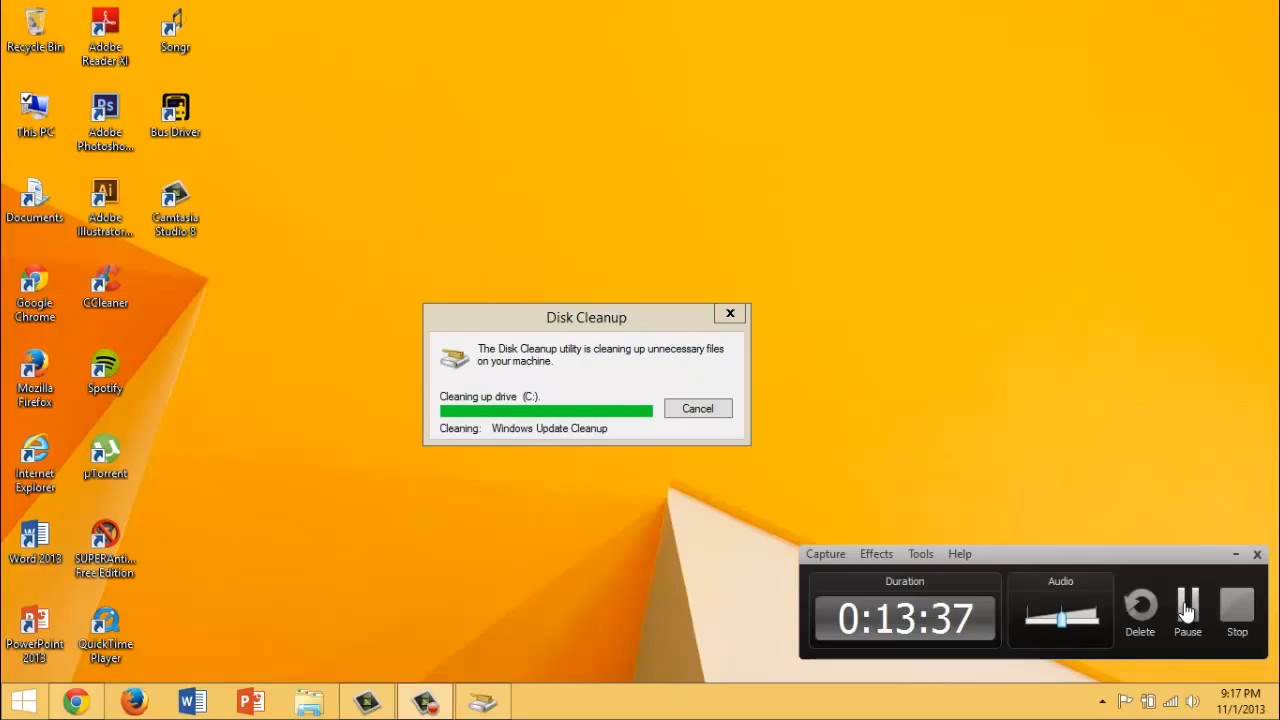 Recycle Bin
Adobe
Reader XI
Songr
This PC
Adobe
Photosho...
Bus Driver
Documents
Adobe
Illustrator...
Camtasia
Studio 8
Google
Chrome
CCleaner
Mozilla
Firefox
Spotify
Internet
Explorer
µTorrent
Word 2013
SUPERAnti...
Free Edition
PowerPoint
2013
QuickTime
Player
Disk Cleanup
x
The Disk Cleanup utility is cleaning up unnecessary files
on your machine.
Cleaning up drive (C:).
Cancel
Cleaning: Windows Update Cleanup
Capture Effects Tools Help
Duration
Audio
0:13:37
Delete
Pause
Stop
9:17 PM
11/1/2013